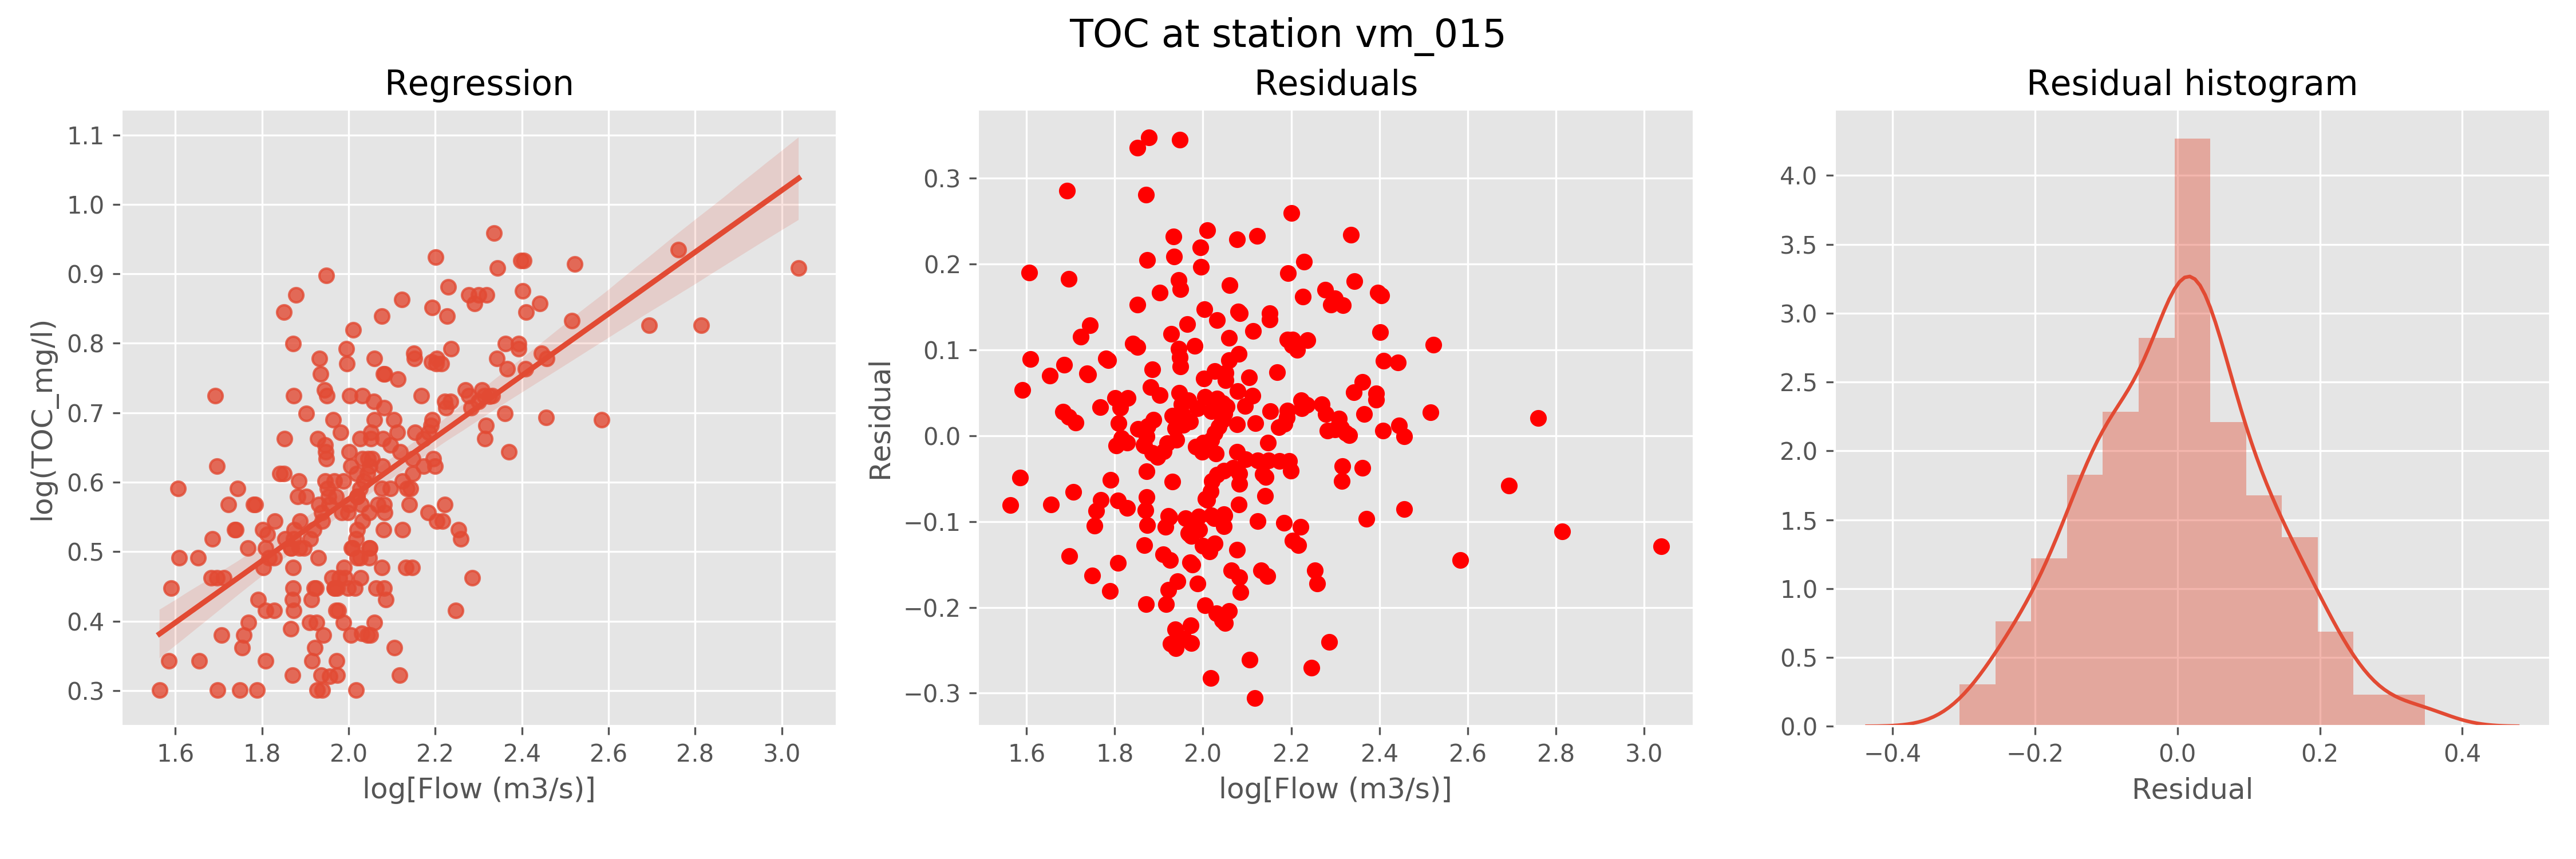 TOC at station vm_015
Regression
1.1
1.0
0.9
0.8
0.7
0.6
0.5
0.4
0.3
log(TOC_mg/l)
1.6 1.8 2.0 2.2 2.4 2.6 2.8 3.0
log[Flow (m3/s)]
Residuals
0.3
0.2
0.1
0.0
−0.1
−0.2
−0.3
Residual
1.6 1.8 2.0 2.2 2.4 2.6 2.8 3.0
log[Flow (m3/s)]
Residual histogram
4.0
3.5
3.0
2.5
2.0
1.5
1.0
0.5
0.0
−0.4 −0.2 0.0 0.2 0.4
Residual